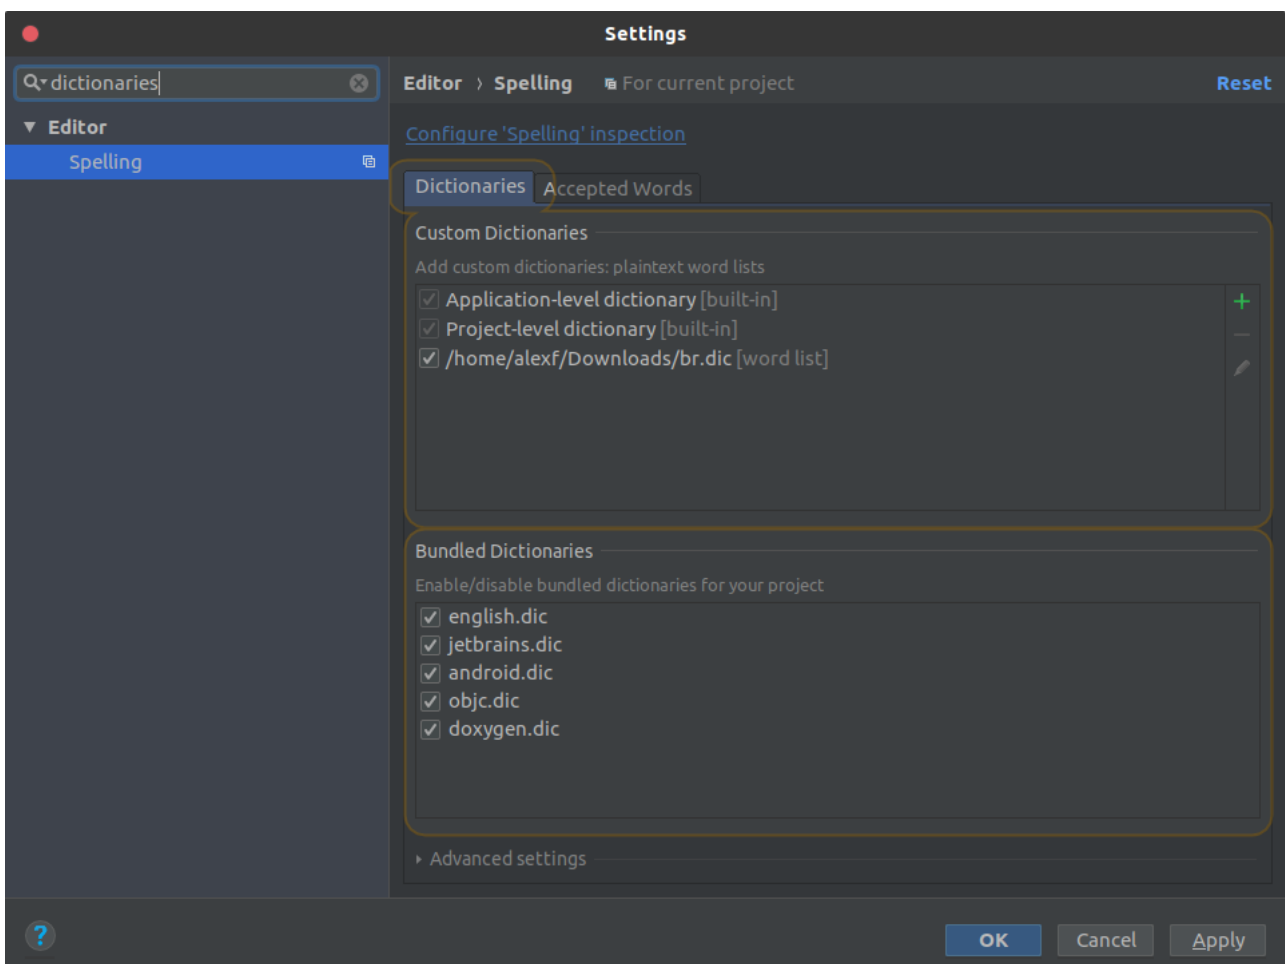 Settings
dictionaries
Editor › Spelling For current project Reset
Editor
Spelling
Configure 'Spelling' inspection
Dictionaries Accepted Words
Custom Dictionaries
Add custom dictionaries: plaintext word lists
Application-level dictionary [built-in]
Project-level dictionary [built-in]
/home/alexf/Downloads/br.dic [word list]
Bundled Dictionaries
Enable/disable bundled dictionaries for your project
english.dic
jetbrains.dic
android.dic
objc.dic
doxygen.dic
Advanced settings
? OK Cancel Apply